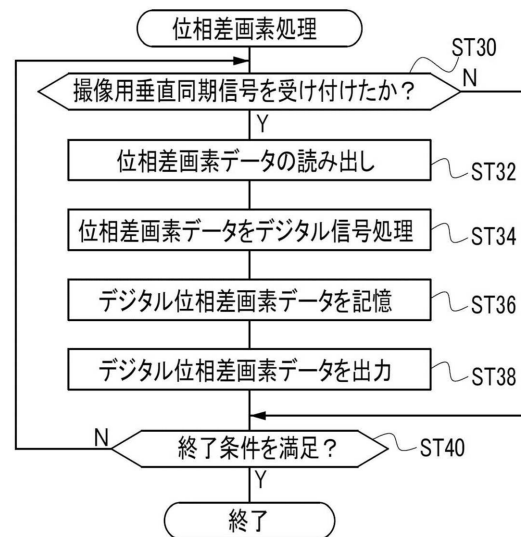 位相差画素処理
ST30
撮像用垂直同期信号を受け付けたか？
N
Y
位相差画素データの読み出し
ST32
位相差画素データをデジタル信号処理
ST34
デジタル位相差画素データを記憶
ST36
デジタル位相差画素データを出力
ST38
N
終了条件を満足？
ST40
Y
終了